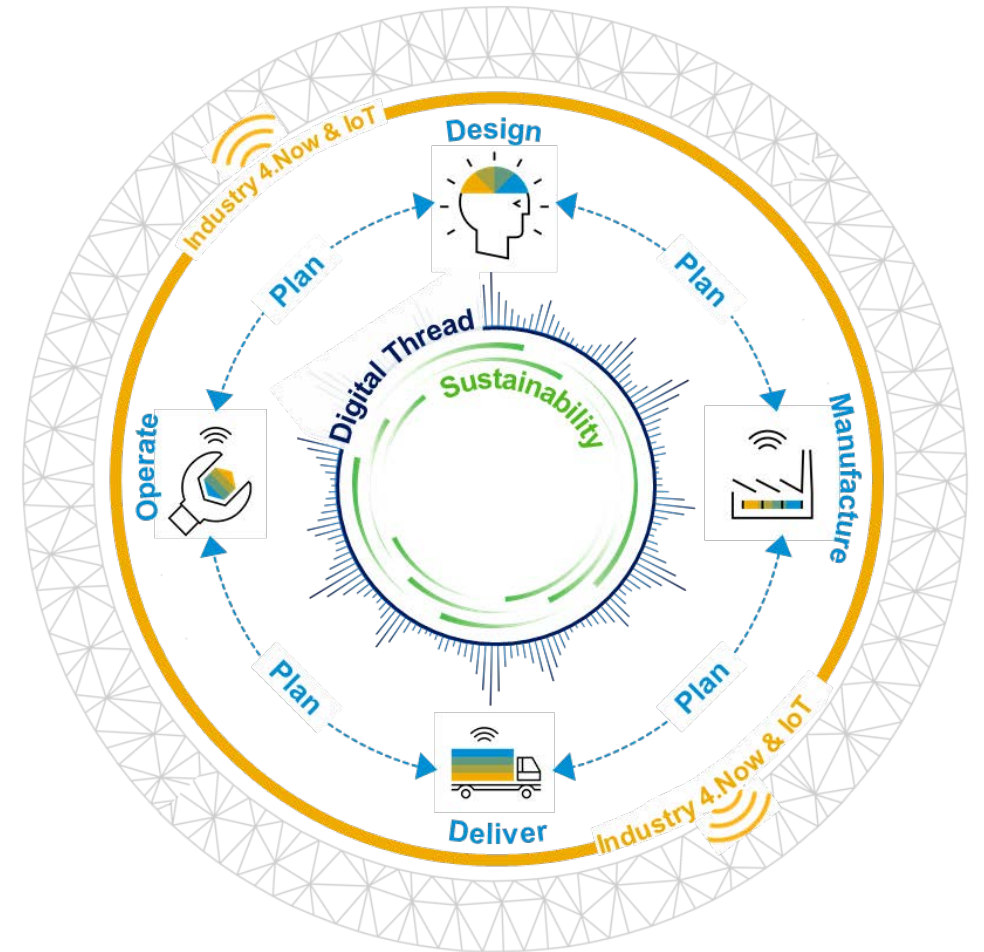 Industry 4.Now & IoT
Design
Plan
Plan
Digital Thread
Sustainability
Operate
Manufacture
Plan
Plan
Industry 4.Now & IoT
Deliver